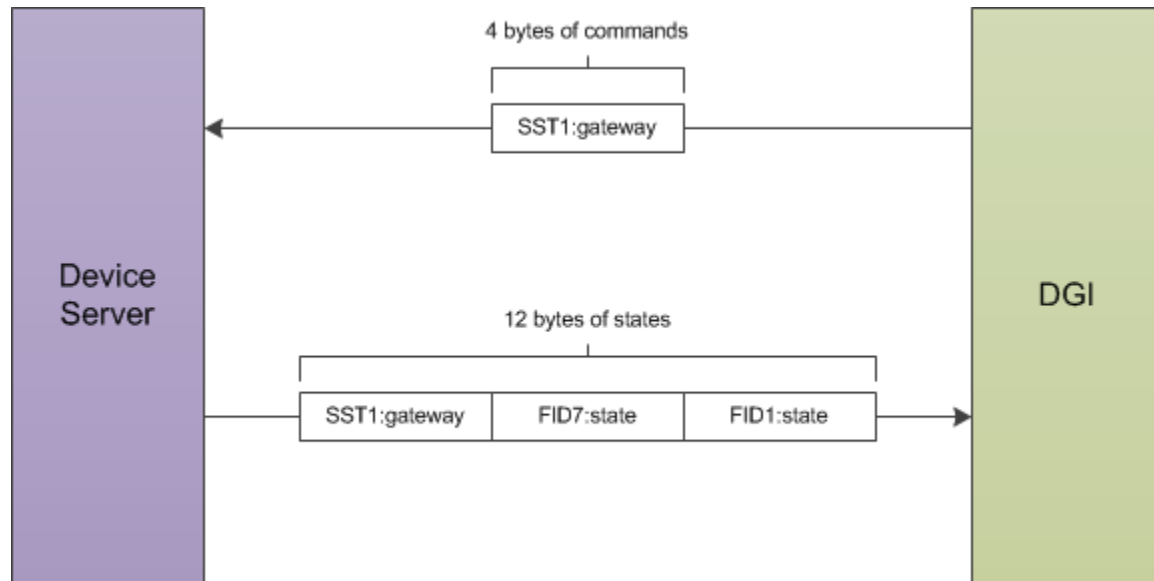 4 bytes of commands
SST1:gateway
Device
Server
DGI
12 bytes of states
SST1:gateway
FID7:state
FID1:state